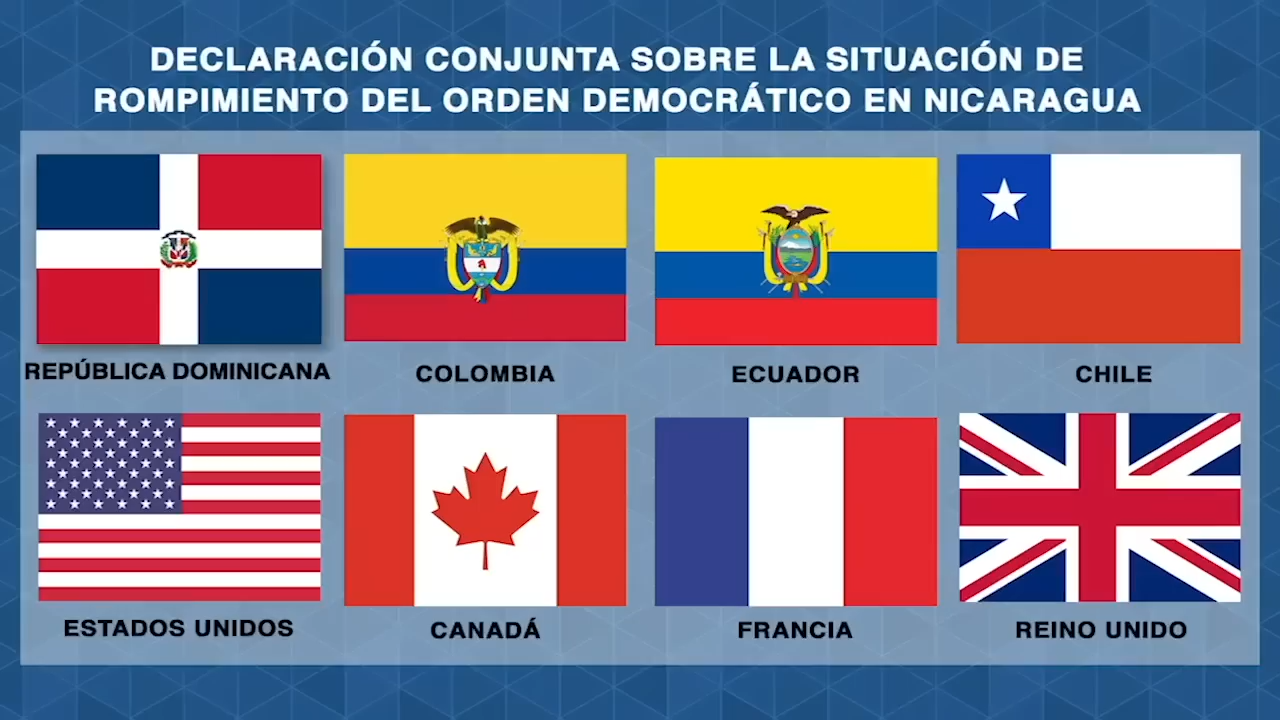 DECLARACIÓN CONJUNTA SOBRE LA SITUACIÓN DE
ROMPIMIENTO DEL ORDEN DEMOCRÁTICO EN NICARAGUA
REPÚBLICA DOMINICANA
COLOMBIA
ECUADOR
CHILE
ESTADOS UNIDOS
CANADÁ
FRANCIA
REINO UNIDO